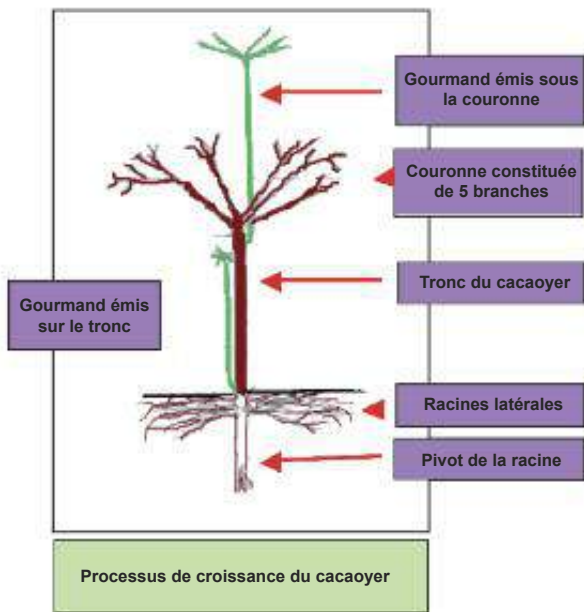 Gourmand émis sous
la couronne
Couronne constituée
de 5 branches
Tronc du cacaoyer
Gourmand émis
sur le tronc
Racines latérales
Pivot de la racine
Processus de croissance du cacaoyer